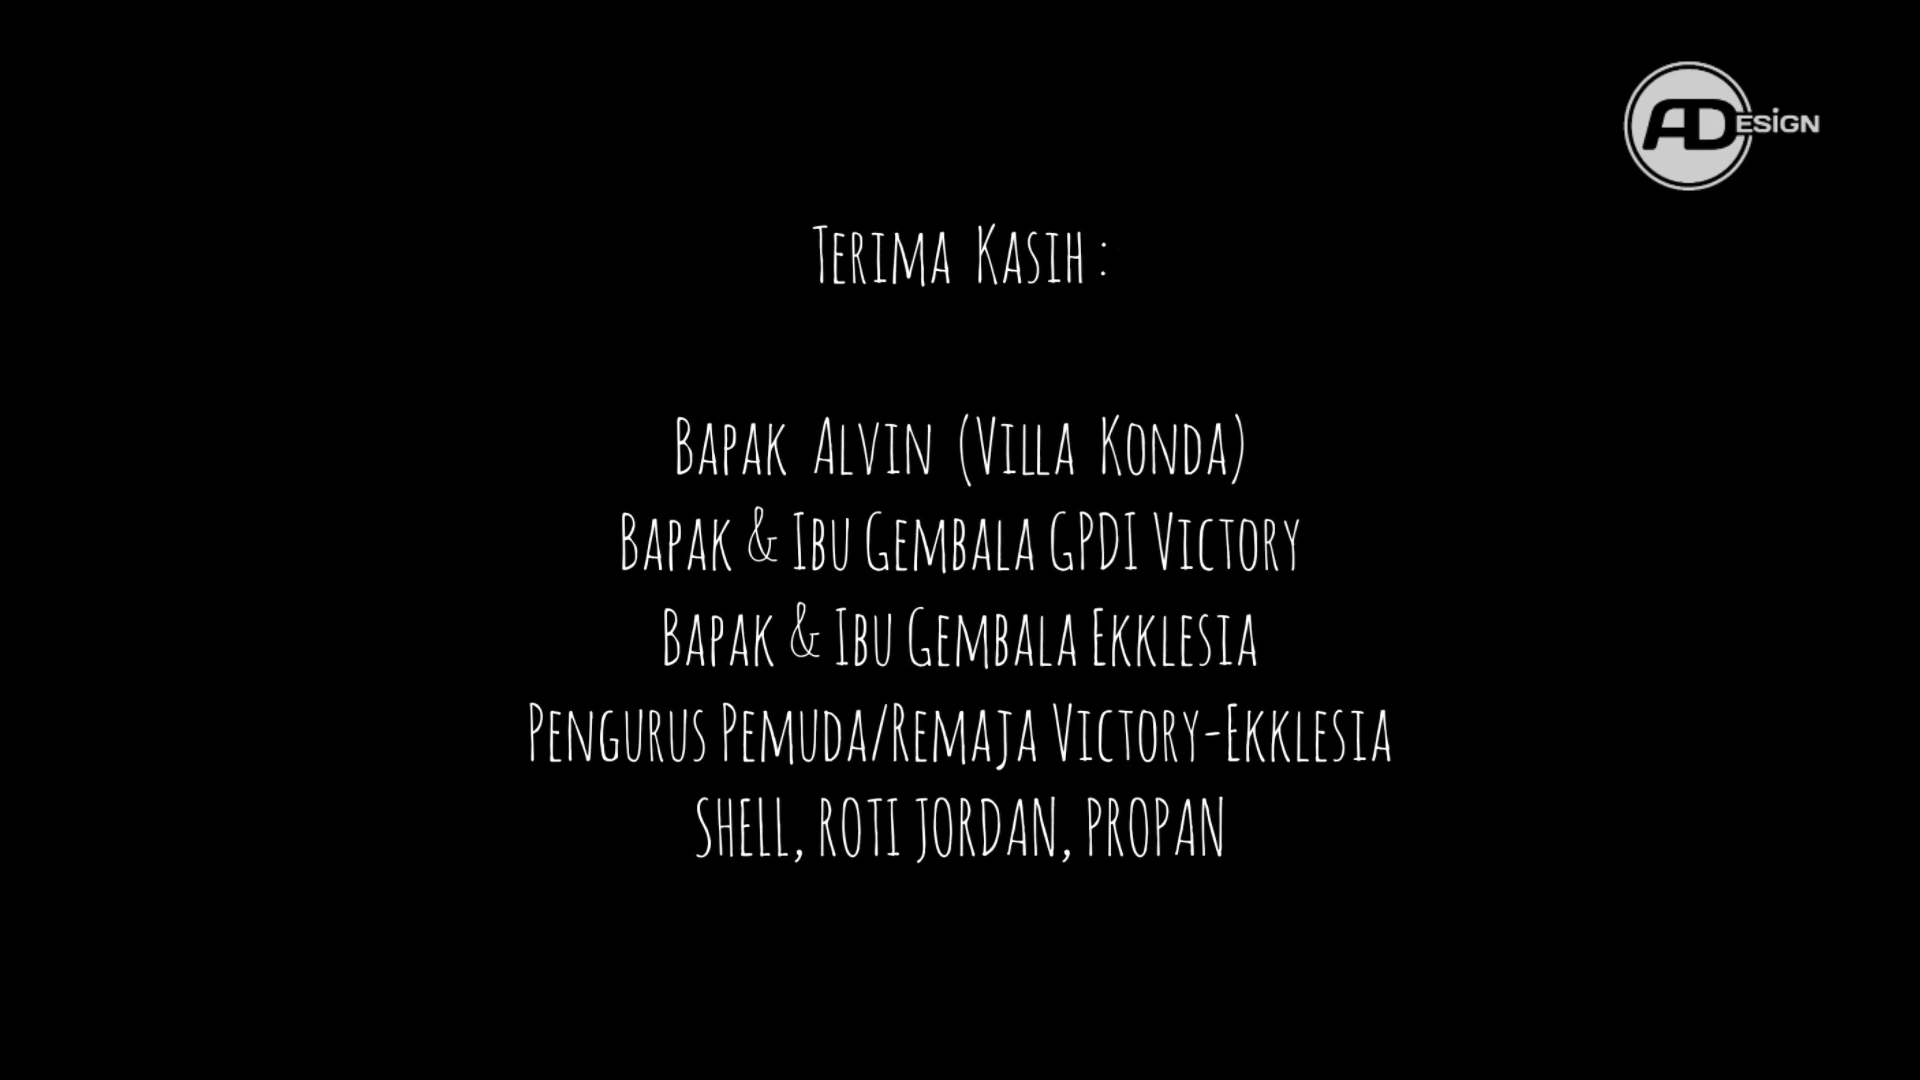 ADESiGN
Terima Kasih :
Bapak Alvin (Villa Konda)
Bapak & Ibu Gembala GPDI Victory
Bapak & Ibu Gembala Ekklesia
Pengurus Pemuda/Remaja Victory-Ekklesia
SHELL, ROTI JORDAN, PROPAN